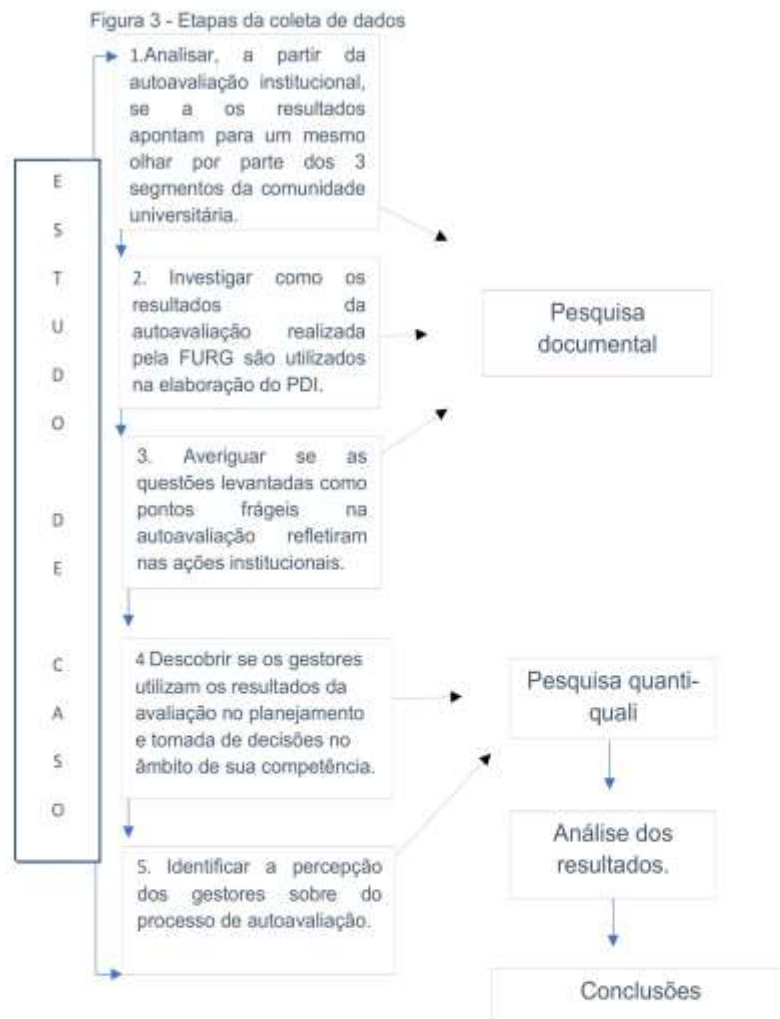 Figura 3 - Etapas da coleta de dados
E
S
T
U
D
O
D
E
C
A
S
O
1.Analisar, a partir da
autoavaliação institucional,
se a os resultados
apontam para um mesmo
olhar por parte dos 3
segmentos da comunidade
universitária.
2. Investigar como os
resultados da
autoavaliação realizada
pela FURG são utilizados
na elaboração do PDI.
3. Averiguar se as
questões levantadas como
pontos frágeis na
autoavaliação refletiram
nas ações institucionais.
4 Descobrir se os gestores
utilizam os resultados da
avaliação no planejamento
e tomada de decisões no
âmbito de sua competência.
5. Identificar a percepção
dos gestores sobre do
processo de autoavaliação.
Pesquisa
documental
Pesquisa quanti-
quali
Análise dos
resultados.
Conclusões